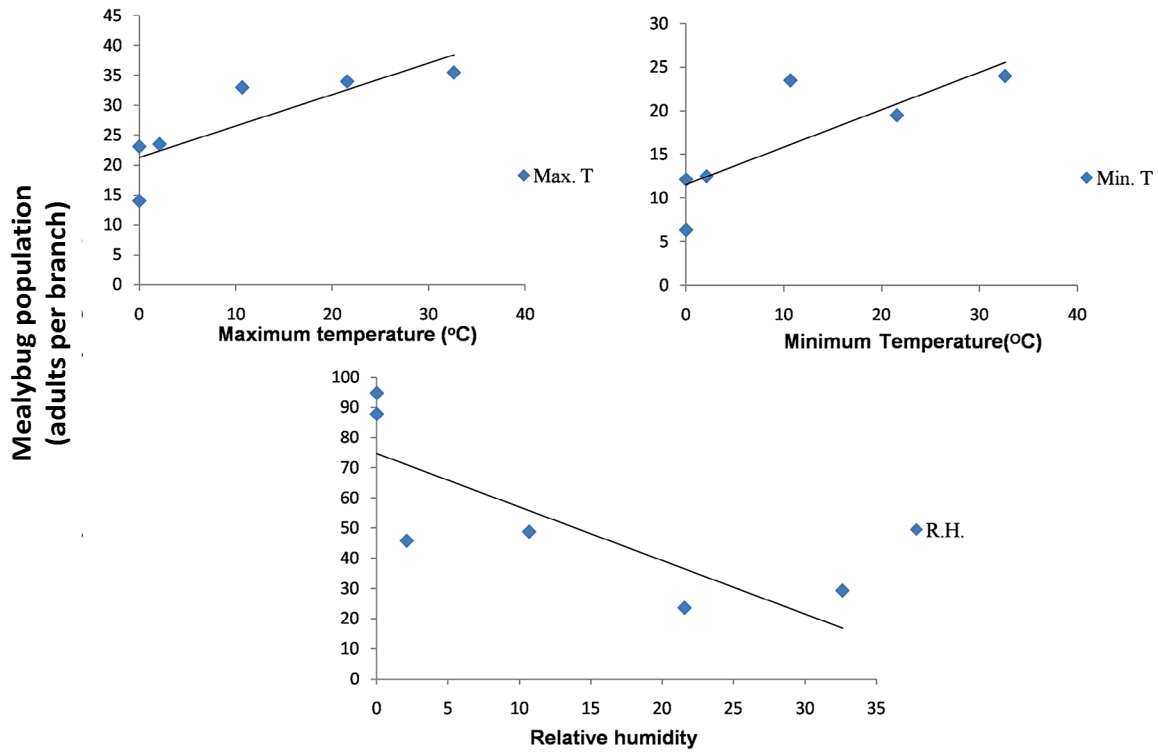 Mealybug population
(adults per branch)
45
40
35
30
25
20
15
10
5
0
0 10 20 30 40
Maximum temperature (ºC)
Max. T
30
25
20
15
10
5
0
0 10 20 30 40
Minimum Temperature(ºC)
Min. T
100
90
80
70
60
50
40
30
20
10
0
0 5 10 15 20 25 30 35
Relative humidity
R.H.